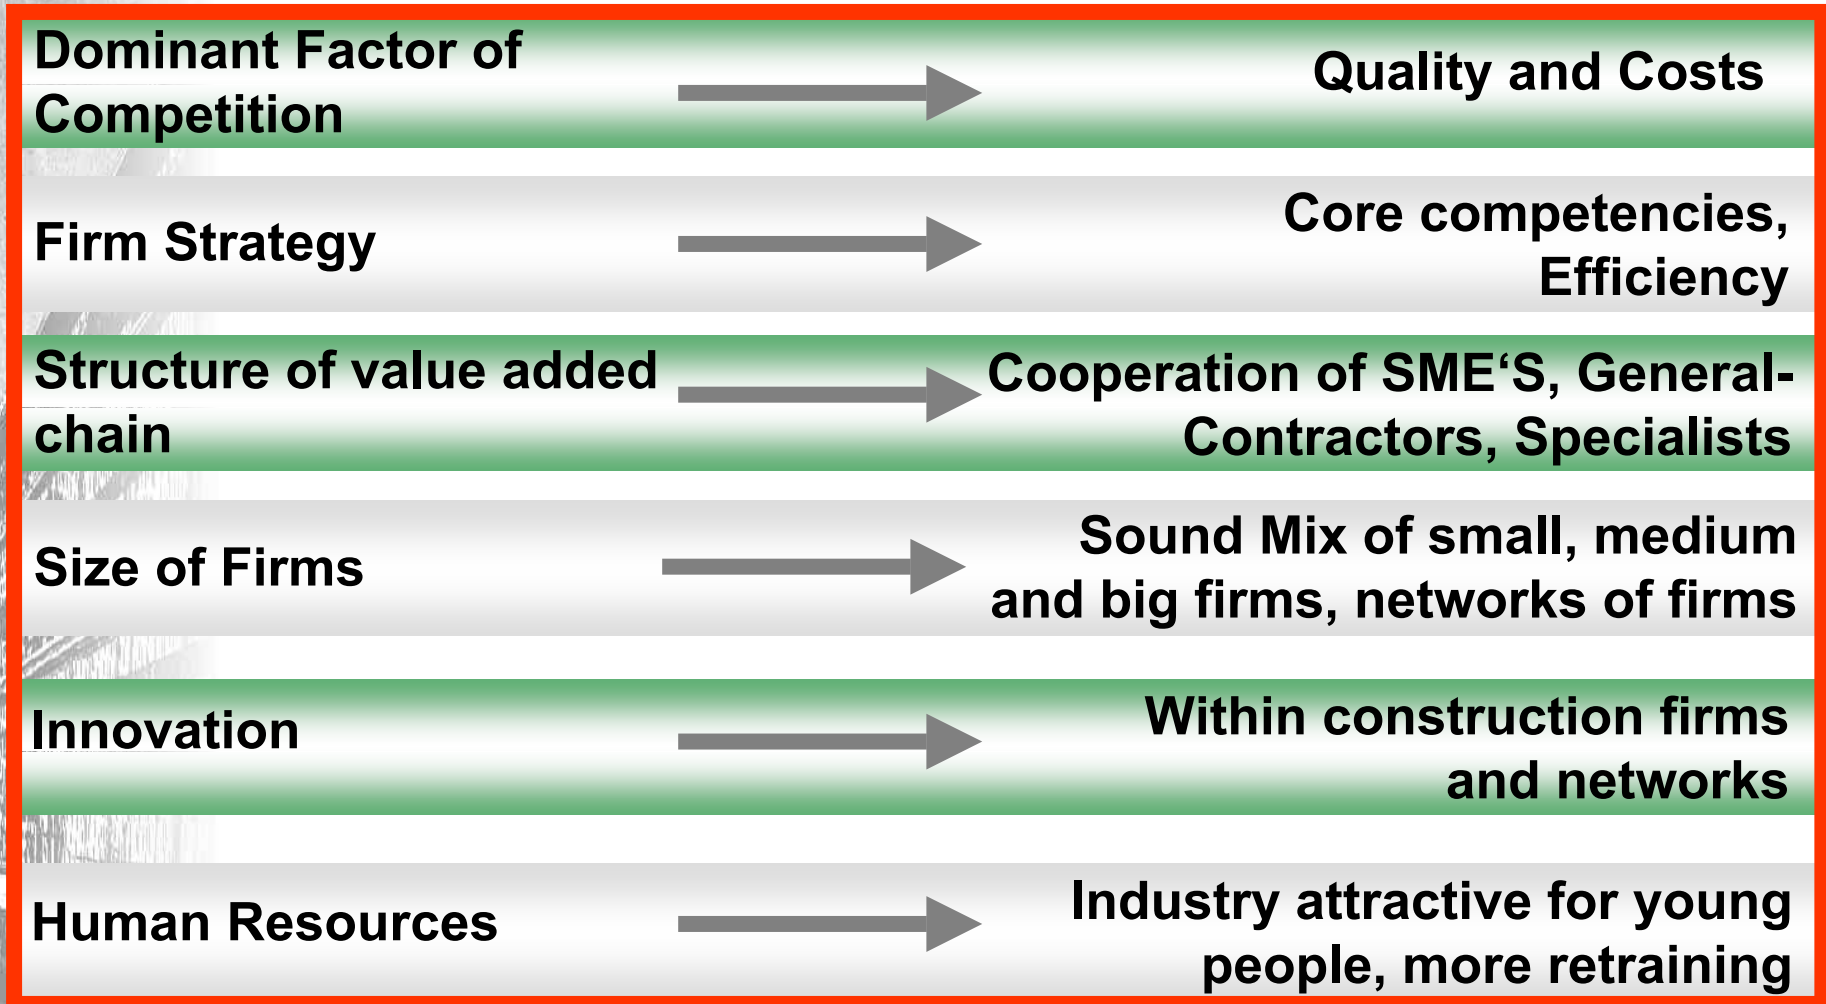 Dominant Factor of
Competition
Quality and Costs
Firm Strategy
Core competencies,
Efficiency
Structure of value added
chain
Cooperation of SME‘S, General-
Contractors, Specialists
Size of Firms
Sound Mix of small, medium
and big firms, networks of firms
Innovation
Within construction firms
and networks
Human Resources
Industry attractive for young
people, more retraining